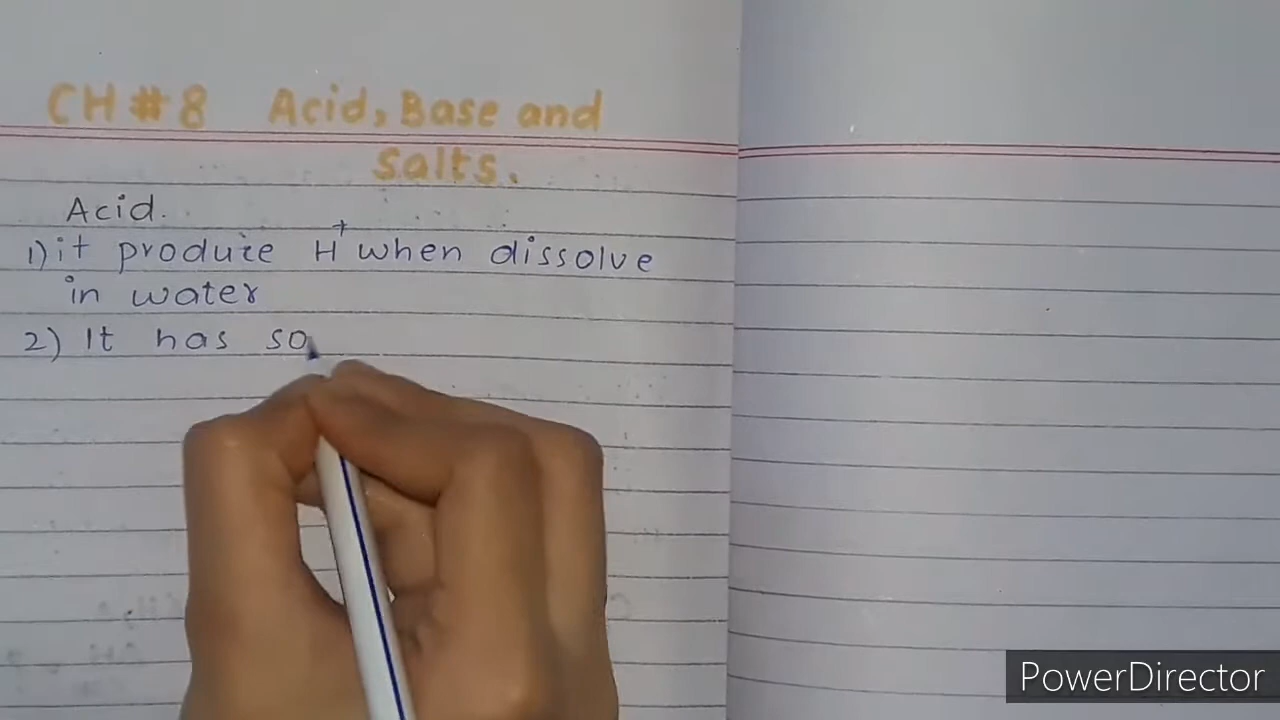 CH # 8 Acid, Base and
Salts.
Acid.
1) it produce H⁺ when dissolve
in water
2) It has so
PowerDirector